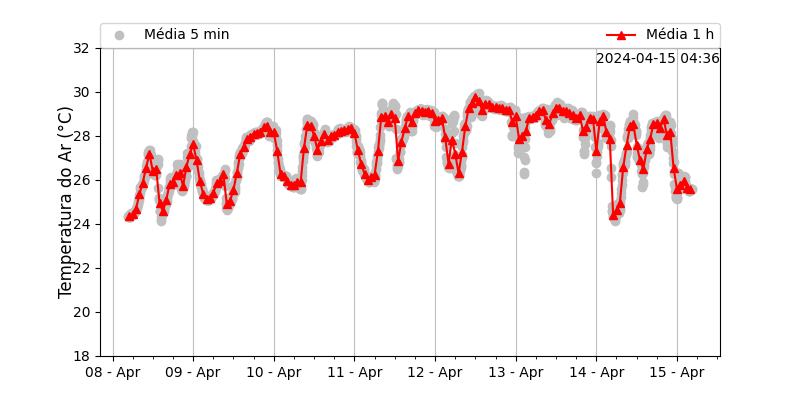 Média 5 min
Média 1 h
2024-04-15 04:36
Temperatura do Ar (°C)
32
30
28
26
24
22
20
18
08 - Apr
09 - Apr
10 - Apr
11 - Apr
12 - Apr
13 - Apr
14 - Apr
15 - Apr